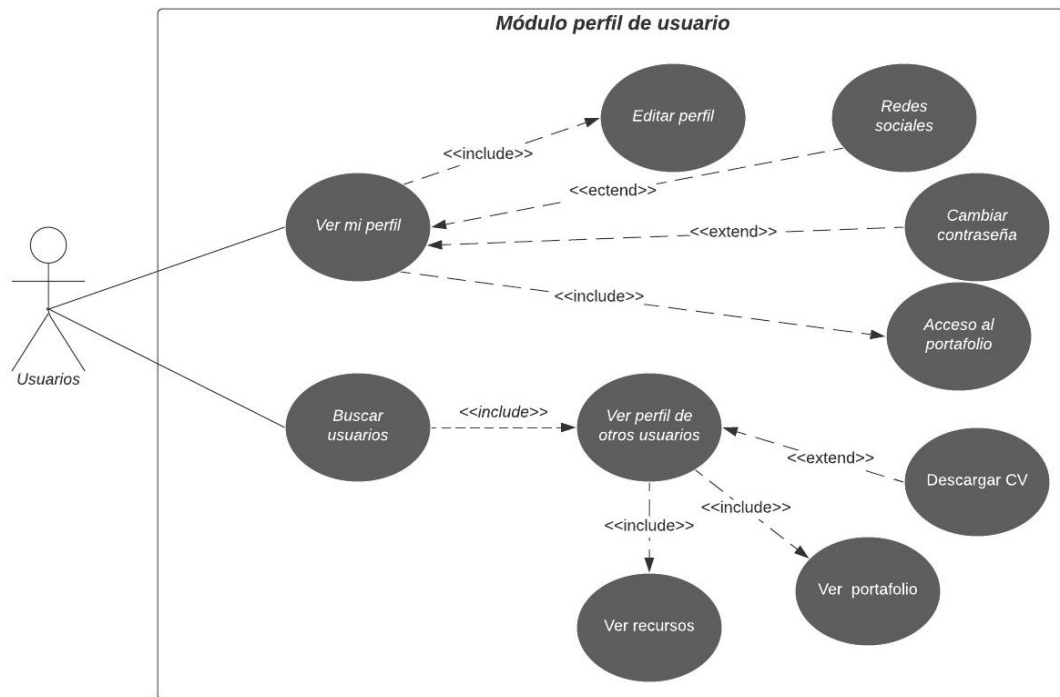 Módulo perfil de usuario
Editar perfil
Redes
sociales
<<include>>
<<ectend>>
Ver mi perfil
Cambiar
contraseña
<<extend>>
<<include>>
Acceso al
portafolio
Usuarios
Buscar
usuarios
<<include>>
Ver perfil de
otros usuarios
<<extend>>
Descargar CV
<<include>>
<<include>>
Ver portafolio
Ver recursos